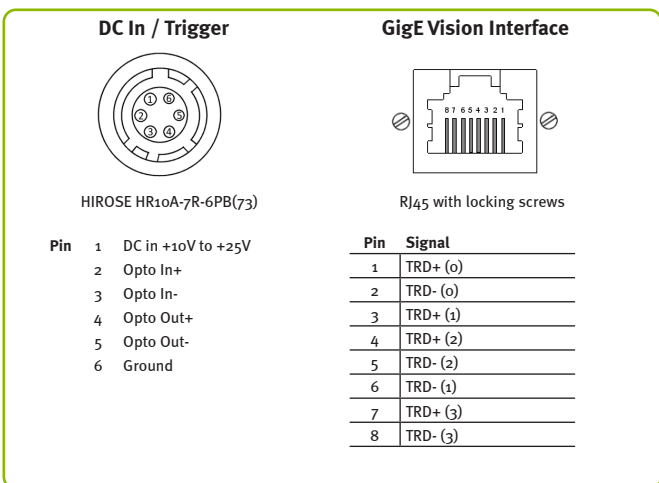 DC In / Trigger
1 6
2 5
3 4
HIROSE HR10A-7R-6PB(73)
Pin 1 DC in +10V to +25V
2 Opto In+
3 Opto In-
4 Opto Out+
5 Opto Out-
6 Ground
GigE Vision Interface
8 7 6 5 4 3 2 1
RJ45 with locking screws
Pin Signal
1 TRD+ (0)
2 TRD- (0)
3 TRD+ (1)
4 TRD+ (2)
5 TRD- (2)
6 TRD- (1)
7 TRD+ (3)
8 TRD- (3)